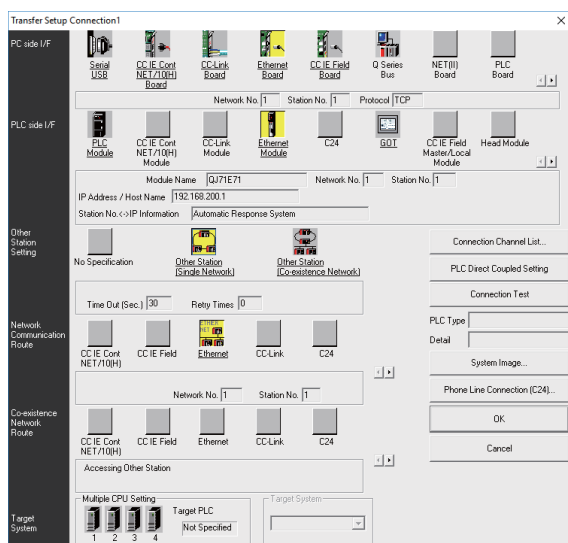 Transfer Setup Connection1
PC side I/F
Serial USB
CC IE Cont NET/10(H) Board
CC-Link Board
Ethernet Board
CC IE Field Board
Q Series Bus
NET(II) Board
PLC Board
Network No. 1 Station No. 1 Protocol TCP
PLC side I/F
PLC Module
CC IE Cont NET/10(H) Module
CC-Link Module
Ethernet Module
C24
GOT
CC IE Field Master/Local Module
Head Module
Module Name QJ71E71 Network No. 1 Station No. 1
IP Address / Host Name 192.168.200.1
Station No.<->IP Information Automatic Response System
Other Station Setting
No Specification
Other Station (Single Network)
Other Station (Co-existence Network)
Time Out (Sec.) 30 Retry Times 0
Connection Channel List...
PLC Direct Coupled Setting
Connection Test
PLC Type
Detail
System Image...
Phone Line Connection (C24)...
OK
Cancel
Network Communication Route
CC IE Cont NET/10(H)
CC IE Field
ETHER NET
Ethernet
CC-Link
C24
Network No. 1 Station No. 1
Co-existence Network Route
CC IE Cont NET/10(H)
CC IE Field
Ethernet
CC-Link
C24
Accessing Other Station
Target System
Multiple CPU Setting
1 2 3 4
Target PLC
Not Specified
Target System